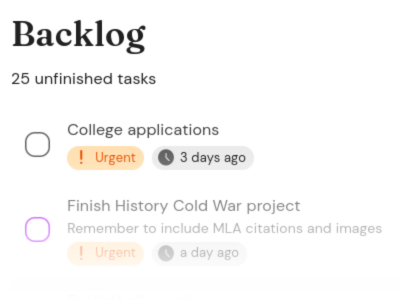 Backlog
25 unfinished tasks
College applications
! Urgent 3 days ago
Finish History Cold War project
Remember to include MLA citations and images
! Urgent a day ago